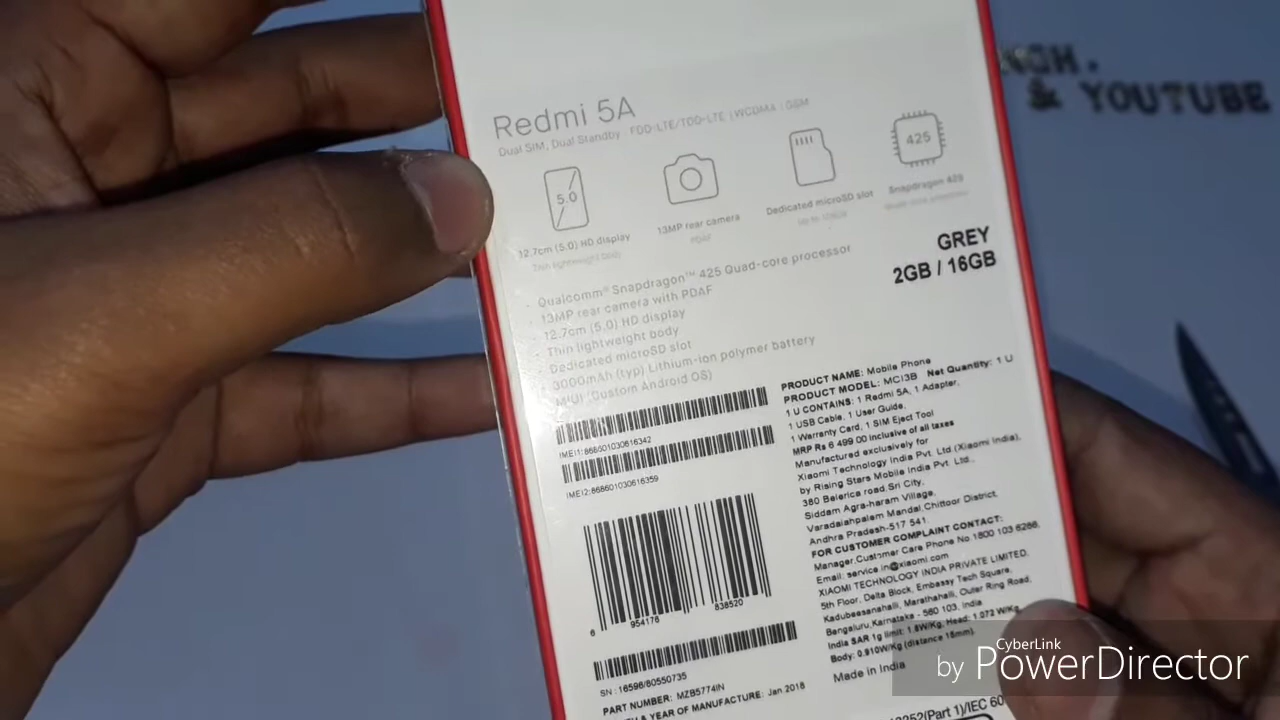 NGH.
& YOUTUBE
Redmi 5A
Dual SIM, Dual Standby FDD-LTE/TDD-LTE | WCDMA | GSM
5.0
425
12.7cm (5.0) HD display
Thin lightweight body
13MP rear camera
PDAF
Dedicated microSD slot
Snapdragon 425
GREY
2GB / 16GB
Qualcomm® Snapdragon™ 425 Quad-core processor
13MP rear camera with PDAF
12.7cm (5.0) HD display
Thin lightweight body
Dedicated microSD slot
3000mAh (typ) Lithium-ion polymer battery
MIUI (Custom Android OS)
IMEI1:868601030616342
IMEI2:868601030616359
6 954176 838520
SN : 16596/80550735
PART NUMBER: MZB5774IN
YEAR OF MANUFACTURE: Jan.2018
PRODUCT NAME: Mobile Phone
PRODUCT MODEL: MCI3B Net Quantity: 1 U
1 U CONTAINS: 1 Redmi 5A, 1 Adapter,
1 USB Cable, 1 User Guide,
1 Warranty Card, 1 SIM Eject Tool
MRP Rs 6 499.00 Inclusive of all taxes
Manufactured exclusively for
Xiaomi Technology India Pvt. Ltd.(Xiaomi India),
by Rising Stars Mobile India Pvt. Ltd.,
380 Belerica road,Sri City,
Siddam Agra-haram Village,
Varadaiahpalem Mandal,Chittoor District,
Andhra Pradesh-517 541.
FOR CUSTOMER COMPLAINT CONTACT:
Manager,Customer Care Phone No 1800 103 6286,
Email: service.in@xiaomi.com
XIAOMI TECHNOLOGY INDIA PRIVATE LIMITED,
5th Floor, Delta Block, Embassy Tech Square,
Kadubeesanahalli, Marathahalli, Outer Ring Road,
Bengaluru,Karnataka - 560 103, India
India SAR 1g limit: 1.6W/Kg. Head: 1.072 W/Kg
Body: 0.910W/Kg (distance 15mm)
Made in India
(Part 1)/IEC 60
CyberLink
by PowerDirector